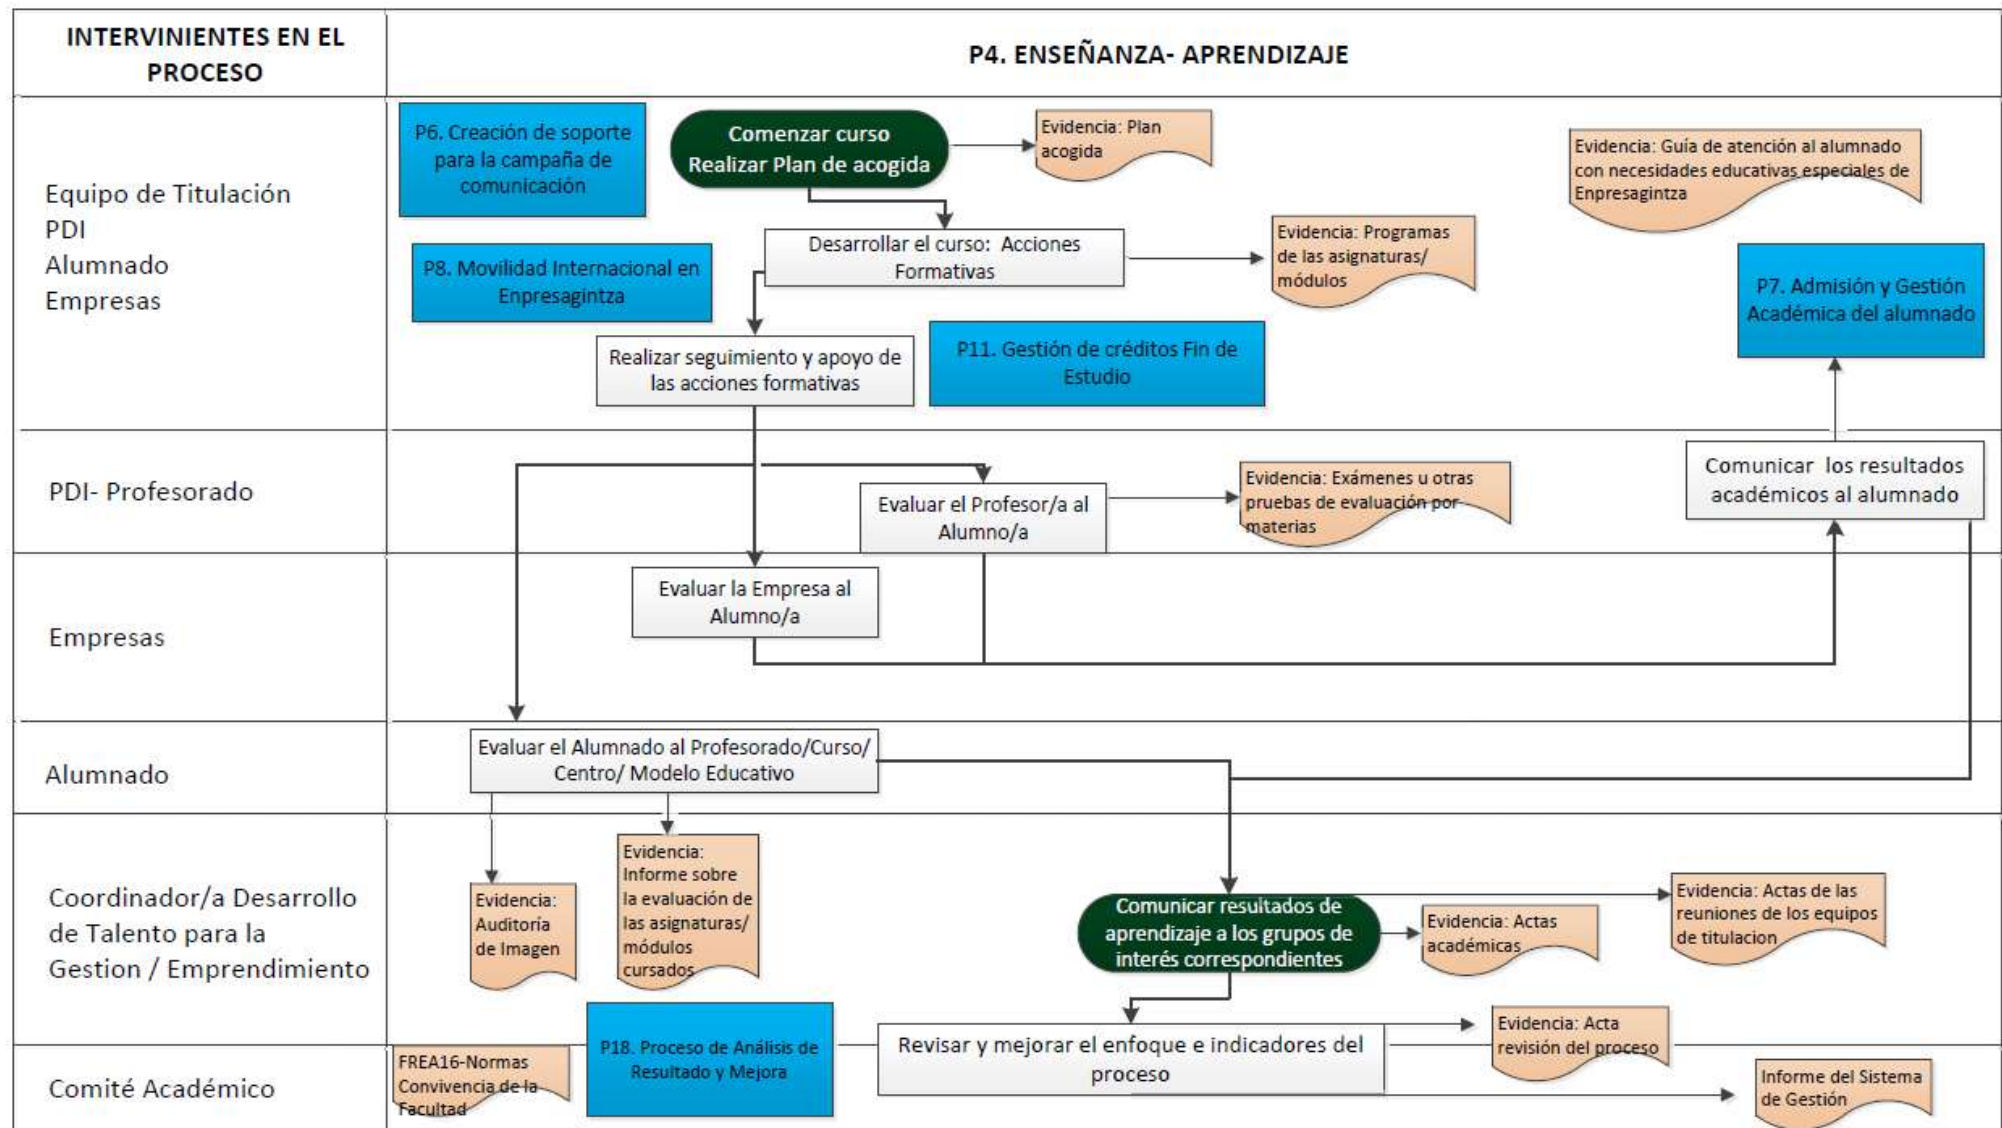 INTERVINIENTES EN EL
PROCESO
P4. ENSEÑANZA- APRENDIZAJE
Equipo de Titulación
PDI
Alumnado
Empresas
P6. Creación de soporte
para la campaña de
comunicación
Comenzar curso
Realizar Plan de acogida
Evidencia: Plan
acogida
Evidencia: Guía de atención al alumnado
con necesidades educativas especiales de
Enpresagintza
Desarrollar el curso: Acciones
Formativas
Evidencia: Programas
de las asignaturas/
módulos
P8. Movilidad Internacional en
Enpresagintza
P7. Admisión y Gestión
Académica del alumnado
Realizar seguimiento y apoyo de
las acciones formativas
P11. Gestión de créditos Fin de
Estudio
PDI- Profesorado
Evaluar el Profesor/a al
Alumno/a
Evidencia: Exámenes u otras
pruebas de evaluación por
materias
Comunicar los resultados
académicos al alumnado
Empresas
Evaluar la Empresa al
Alumno/a
Alumnado
Evaluar el Alumnado al Profesorado/Curso/
Centro/ Modelo Educativo
Coordinador/a Desarrollo
de Talento para la
Gestion / Emprendimiento
Evidencia:
Auditoría
de Imagen
Evidencia:
Informe sobre
la evaluación de
las asignaturas/
módulos
cursados
Comunicar resultados de
aprendizaje a los grupos de
interés correspondientes
Evidencia: Actas
académicas
Evidencia: Actas de las
reuniones de los equipos
de titulacion
Comité Académico
FREA16-Normas
Convivencia de la
Facultad
P18. Proceso de Análisis de
Resultado y Mejora
Revisar y mejorar el enfoque e indicadores del
proceso
Evidencia: Acta
revisión del proceso
Informe del Sistema
de Gestión